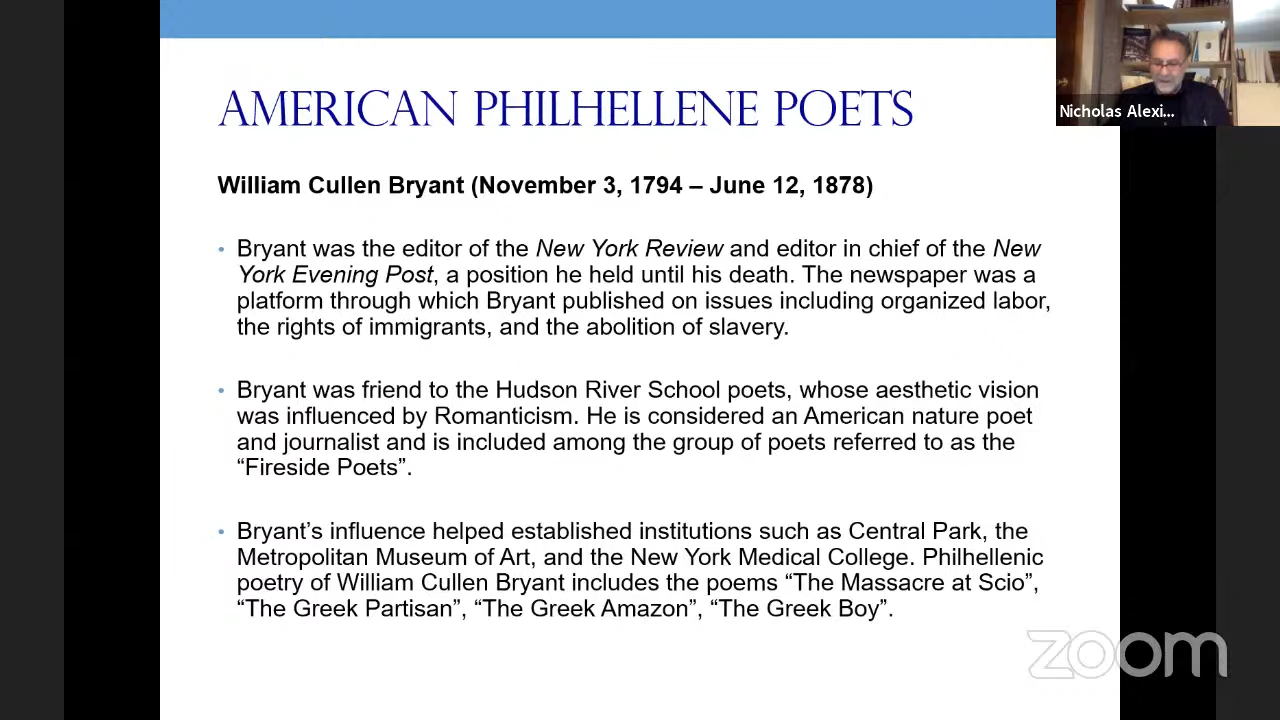 AMERICAN PHILHELLENE POETS
Nicholas Alexi...
William Cullen Bryant (November 3, 1794 – June 12, 1878)
• Bryant was the editor of the New York Review and editor in chief of the New
York Evening Post, a position he held until his death. The newspaper was a
platform through which Bryant published on issues including organized labor,
the rights of immigrants, and the abolition of slavery.
• Bryant was friend to the Hudson River School poets, whose aesthetic vision
was influenced by Romanticism. He is considered an American nature poet
and journalist and is included among the group of poets referred to as the
“Fireside Poets”.
• Bryant’s influence helped established institutions such as Central Park, the
Metropolitan Museum of Art, and the New York Medical College. Philhellenic
poetry of William Cullen Bryant includes the poems “The Massacre at Scio”,
“The Greek Partisan”, “The Greek Amazon”, “The Greek Boy”.
zoom